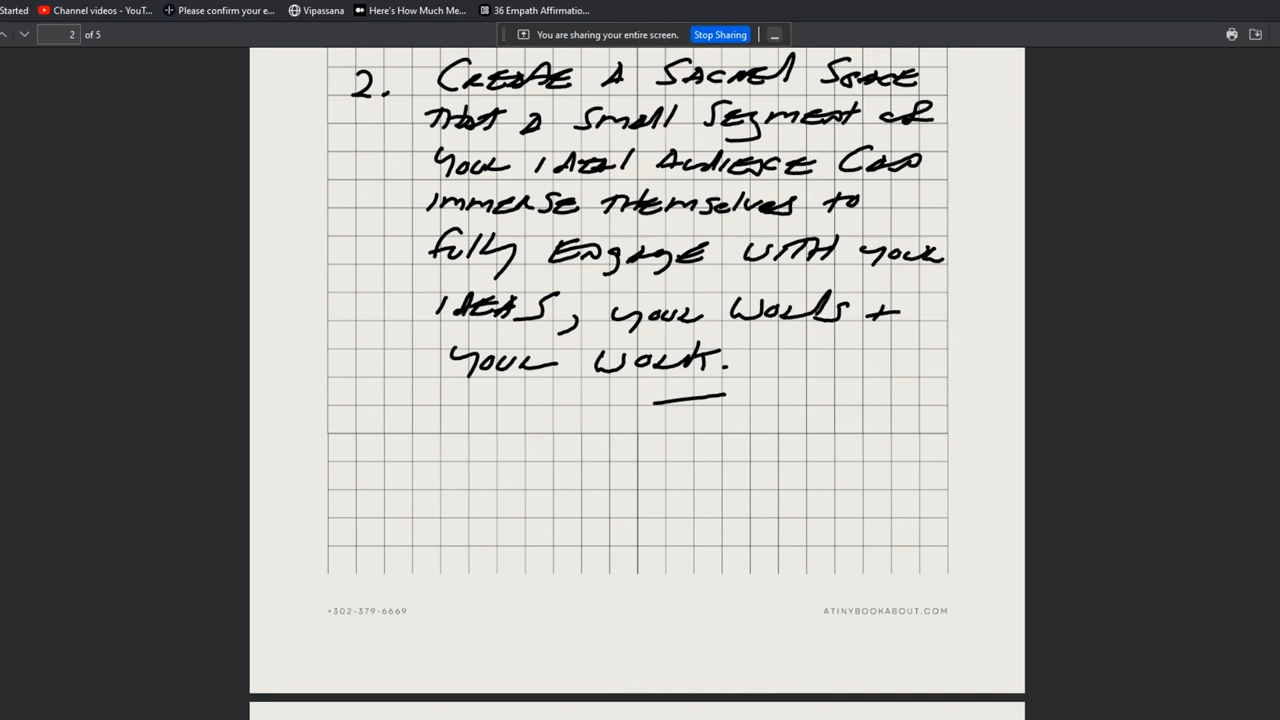 Started
Channel videos - YouT...
Please confirm your e...
Vipassana
Here's How Much Me...
36 Empath Affirmatio...
2 of 5
You are sharing your entire screen. Stop Sharing
2. CREATE A SACRED SPACE
THAT A SMALL SEGMENT OF
YOUR IDEAL AUDIENCE CAN
IMMERSE THEMSELVES TO
FULLY ENGAGE WITH YOUR
IDEAS, YOUR WORDS +
YOUR WORK.
+302-379-6669
ATINYBOOKABOUT.COM